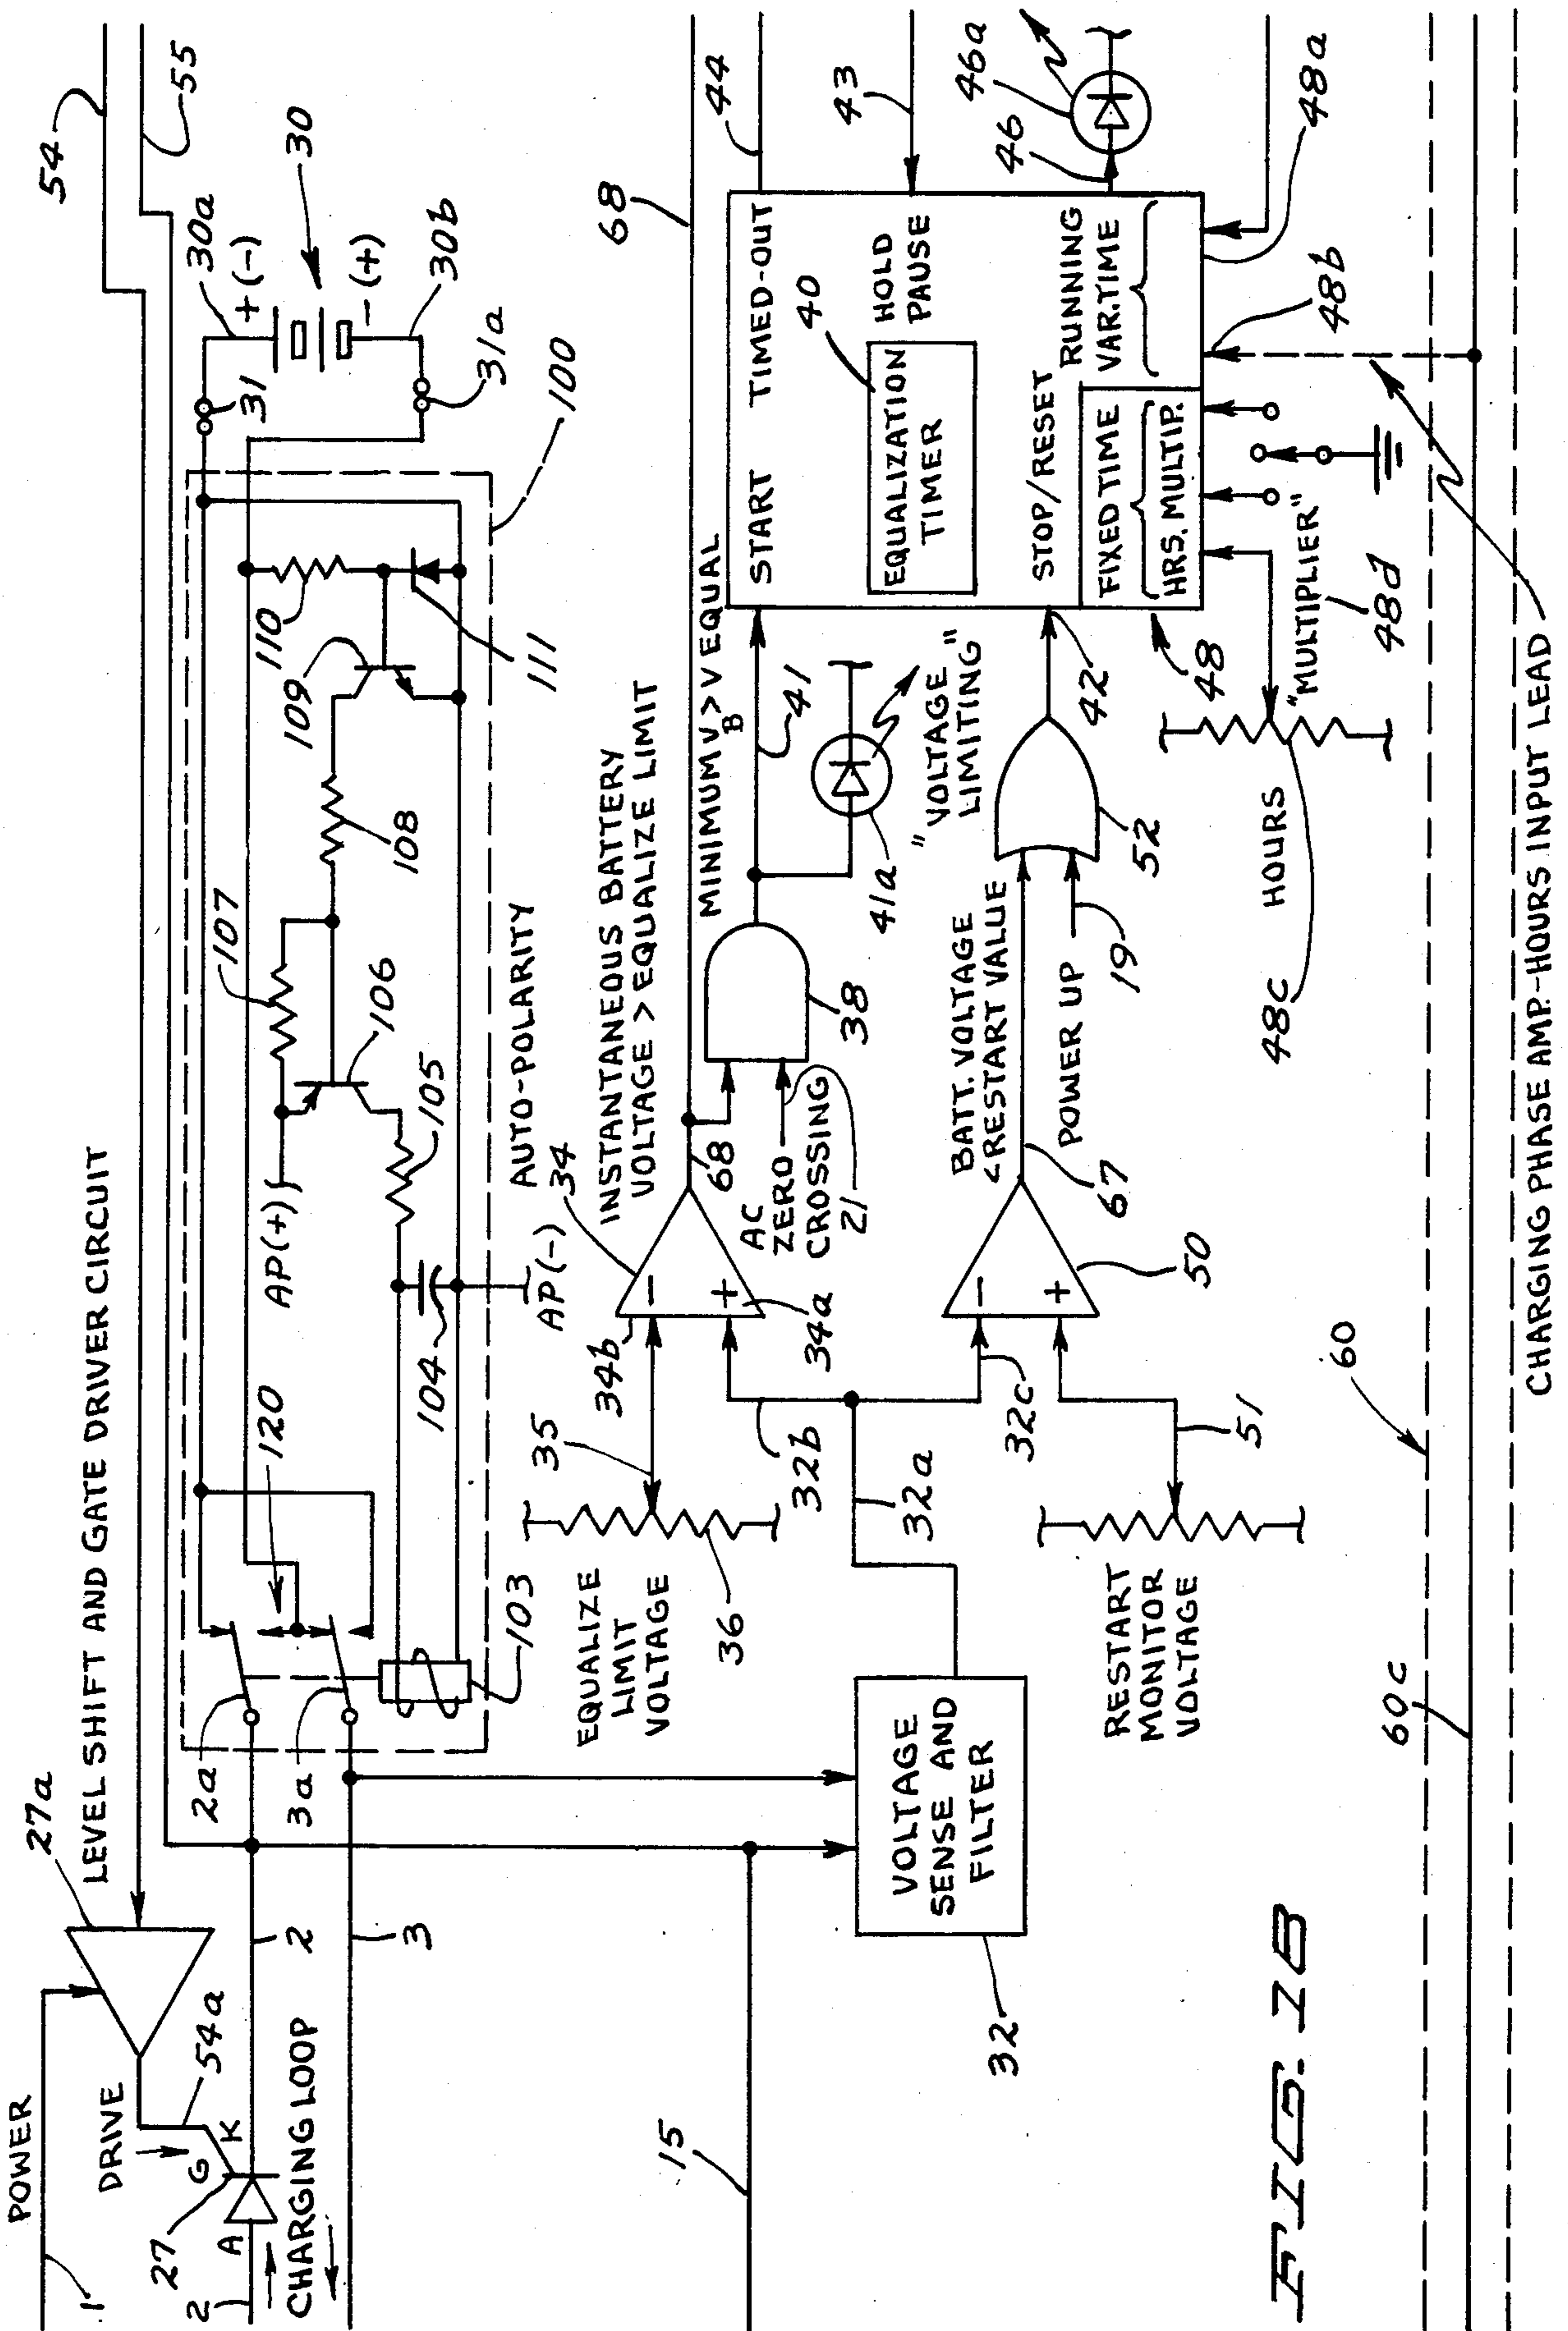 POWER
1
27a
LEVEL SHIFT AND GATE DRIVER CIRCUIT
54
55
DRIVE
54a
G
K
A
27
2
2
CHARGING LOOP
3
2a
3a
120
103
104
105
106
107
108
109
110
111
AP(+)
AP(-)
AUTO-POLARITY
100
30a
+(-)
30
-(+)
30b
31
31a
15
VOLTAGE
SENSE AND
FILTER
32
32a
32b
32c
EQUALIZE
LIMIT
VOLTAGE
36
35
34b
34
34a
-
+
INSTANTANEOUS BATTERY
VOLTAGE > EQUALIZE LIMIT
68
68
AC
ZERO
CROSSING
21
38
MINIMUM VB > V EQUAL
41
41a
"VOLTAGE
LIMITING"
RESTART
MONITOR
VOLTAGE
51
50
-
+
67
BATT. VOLTAGE
<RESTART VALUE
POWER UP
19
52
42
START
TIMED-OUT
44
40
EQUALIZATION
TIMER
HOLD
PAUSE
43
STOP/RESET
RUNNING
46
46a
FIXED TIME
HRS. MULTIP.
VAR. TIME
48
48a
48b
48c
HOURS
"MULTIPLIER"
48d
60
60c
CHARGING PHASE AMP.-HOURS INPUT LEAD
FIG. 2B